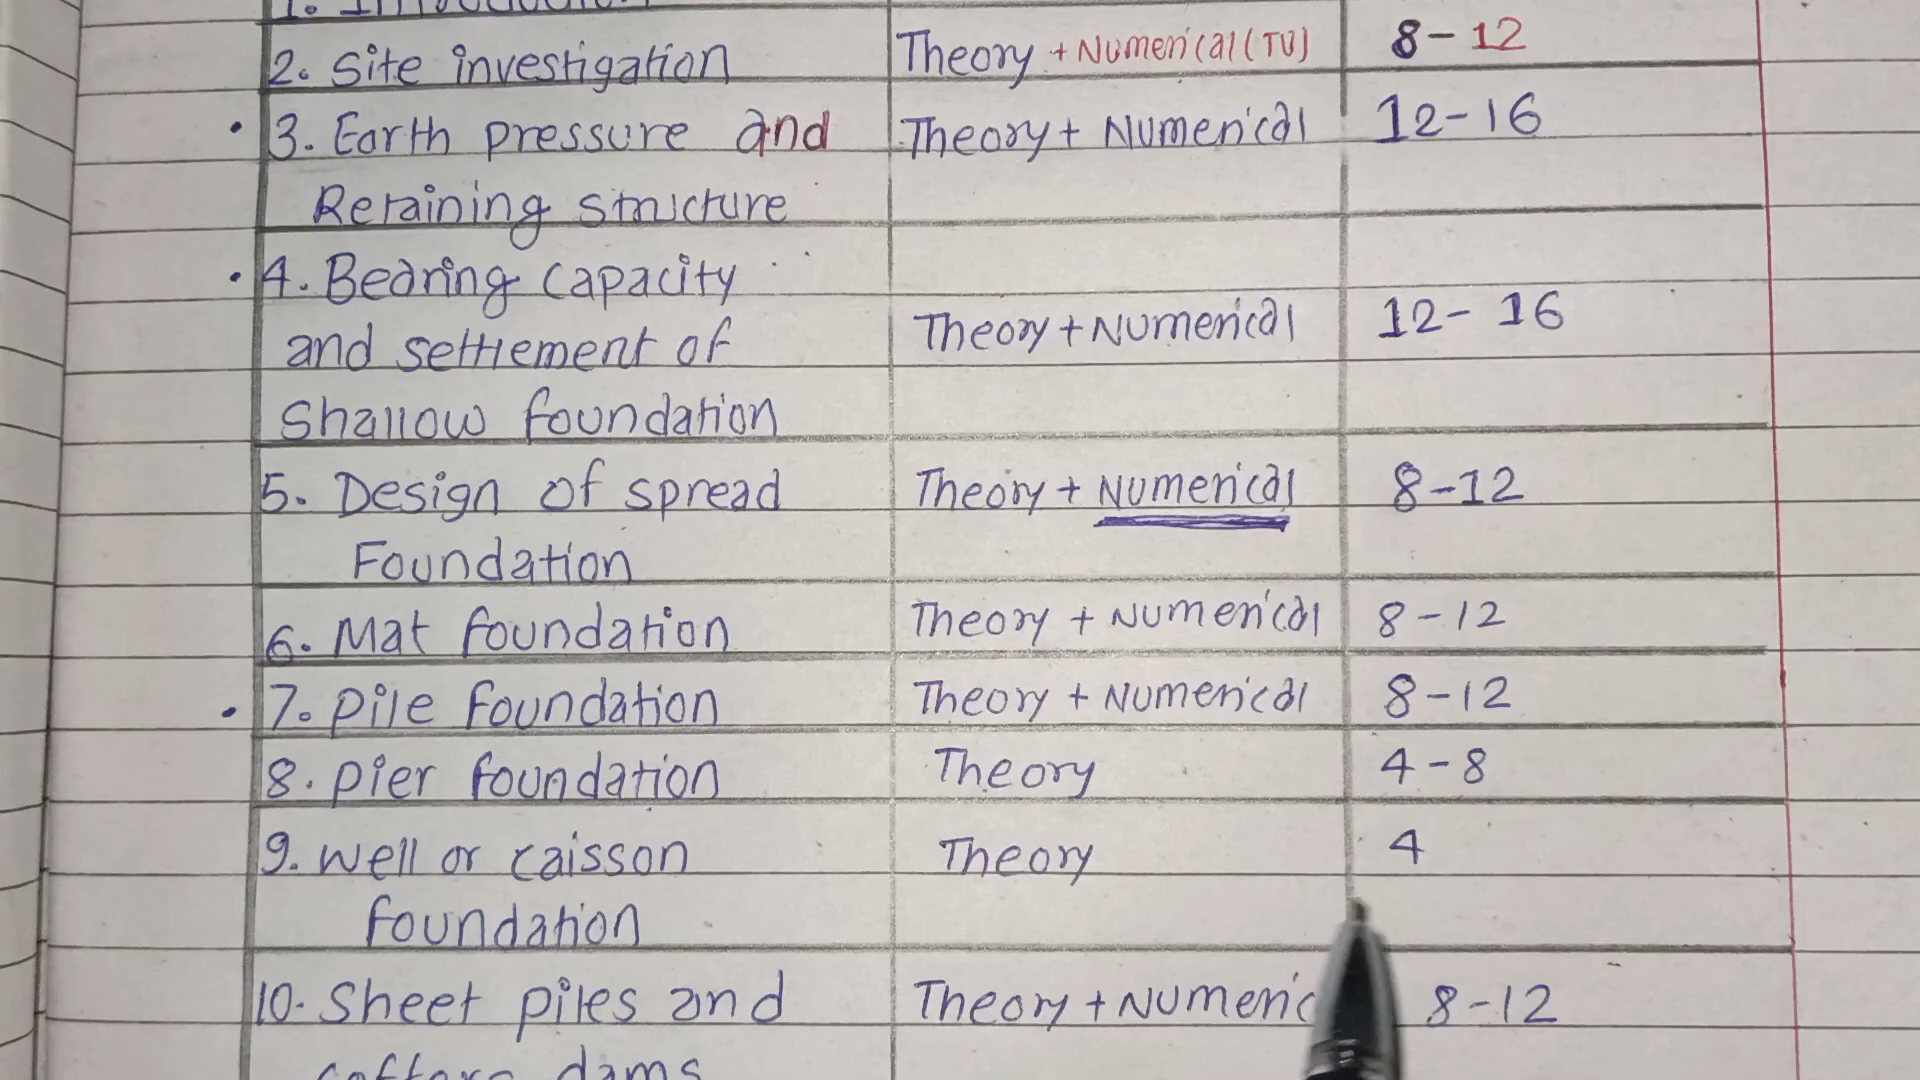 1. Introduction
2. Site investigation Theory + Numerical (TU) 8-12
3. Earth pressure and Theory + Numerical 12-16
Retaining structure
4. Bearing capacity
and settlement of Theory + Numerical 12-16
Shallow foundation
5. Design of spread Theory + Numerical 8-12
Foundation
6. Mat foundation Theory + Numerical 8-12
7. pile foundation Theory + Numerical 8-12
8. pier foundation Theory 4-8
9. well or caisson Theory 4
foundation
10. Sheet piles and Theory + Numeric 8-12
dams